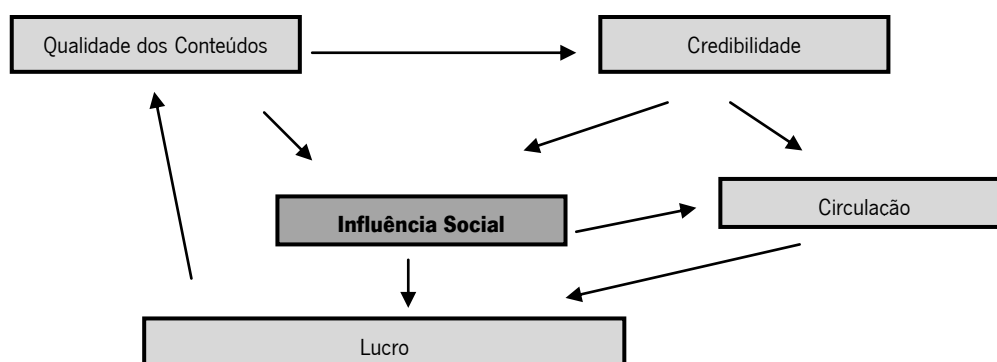 Qualidade dos Conteúdos
Credibilidade
Influência Social
Circulação
Lucro